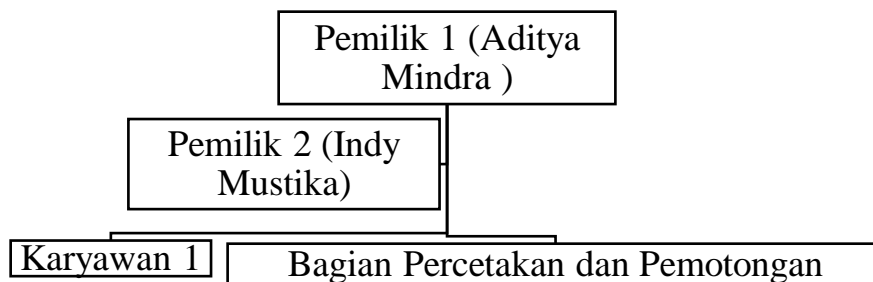 Pemilik 1 (Aditya
Mindra )
Pemilik 2 (Indy
Mustika)
Karyawan 1
Bagian Percetakan dan Pemotongan